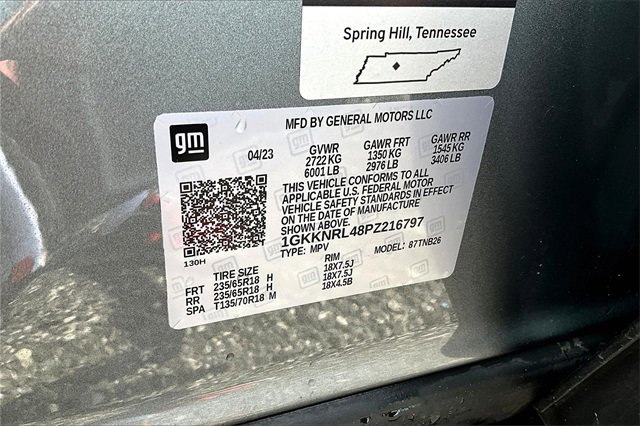 Spring Hill, Tennessee
gm
MFD BY GENERAL MOTORS LLC
04/23 GVWR GAWR FRT GAWR RR
2722 KG 1350 KG 1545 KG
6001 LB 2976 LB 3406 LB
THIS VEHICLE CONFORMS TO ALL
APPLICABLE U.S. FEDERAL MOTOR
VEHICLE SAFETY STANDARDS IN EFFECT
ON THE DATE OF MANUFACTURE
SHOWN ABOVE.
1GKKNRL48PZ216797
130H TYPE: MPV MODEL: 87TNB26
TIRE SIZE RIM
FRT 235/65R18 H 18X7.5J
RR 235/65R18 H 18X7.5J
SPA T135/70R18 M 18X4.5B